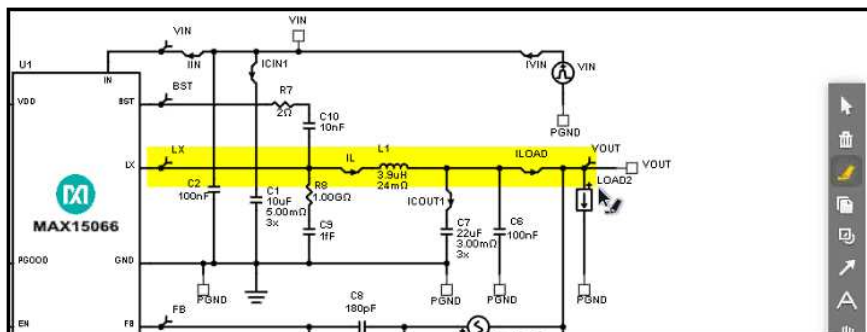 VIN
VIN
IIN
ICIN1
IVIN
VIN
U1
IN
VDD
BST
BST
R7
2Ω
C10
10nF
PGND
LX
LX
IL
L1
3.9uH
24mΩ
ILOAD
VOUT
VOUT
LOAD2
C2
100nF
C1
10uF
5.00mΩ
3x
R8
1.00GΩ
C9
1fF
ICOUT1
C7
22uF
3.00mΩ
3x
C6
100nF
MAX15066
PGOOD
GND
PGND
PGND
PGND
PGND
C8
180pF
EN
FB
FB
A